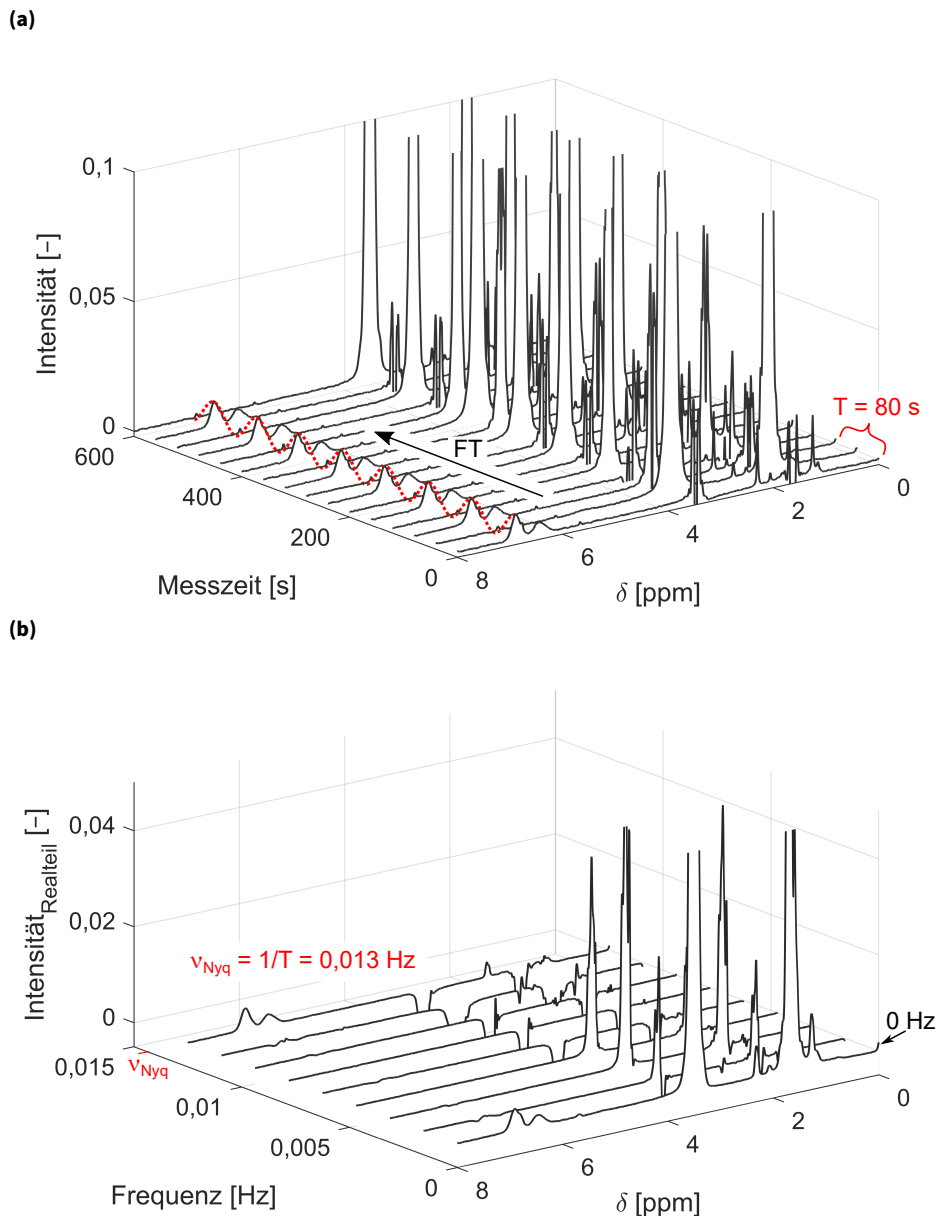 (a)
0,1
0,05
0
Intensität [−]
T = 80 s
FT
600
400
200
0
Messzeit [s]
8
6
4
2
0
δ [ppm]
(b)
0,04
0,02
0
Intensität_Realteil [−]
ν_Nyq = 1/T = 0,013 Hz
0 Hz
0,015
ν_Nyq
0,01
0,005
0
Frequenz [Hz]
8
6
4
2
0
δ [ppm]